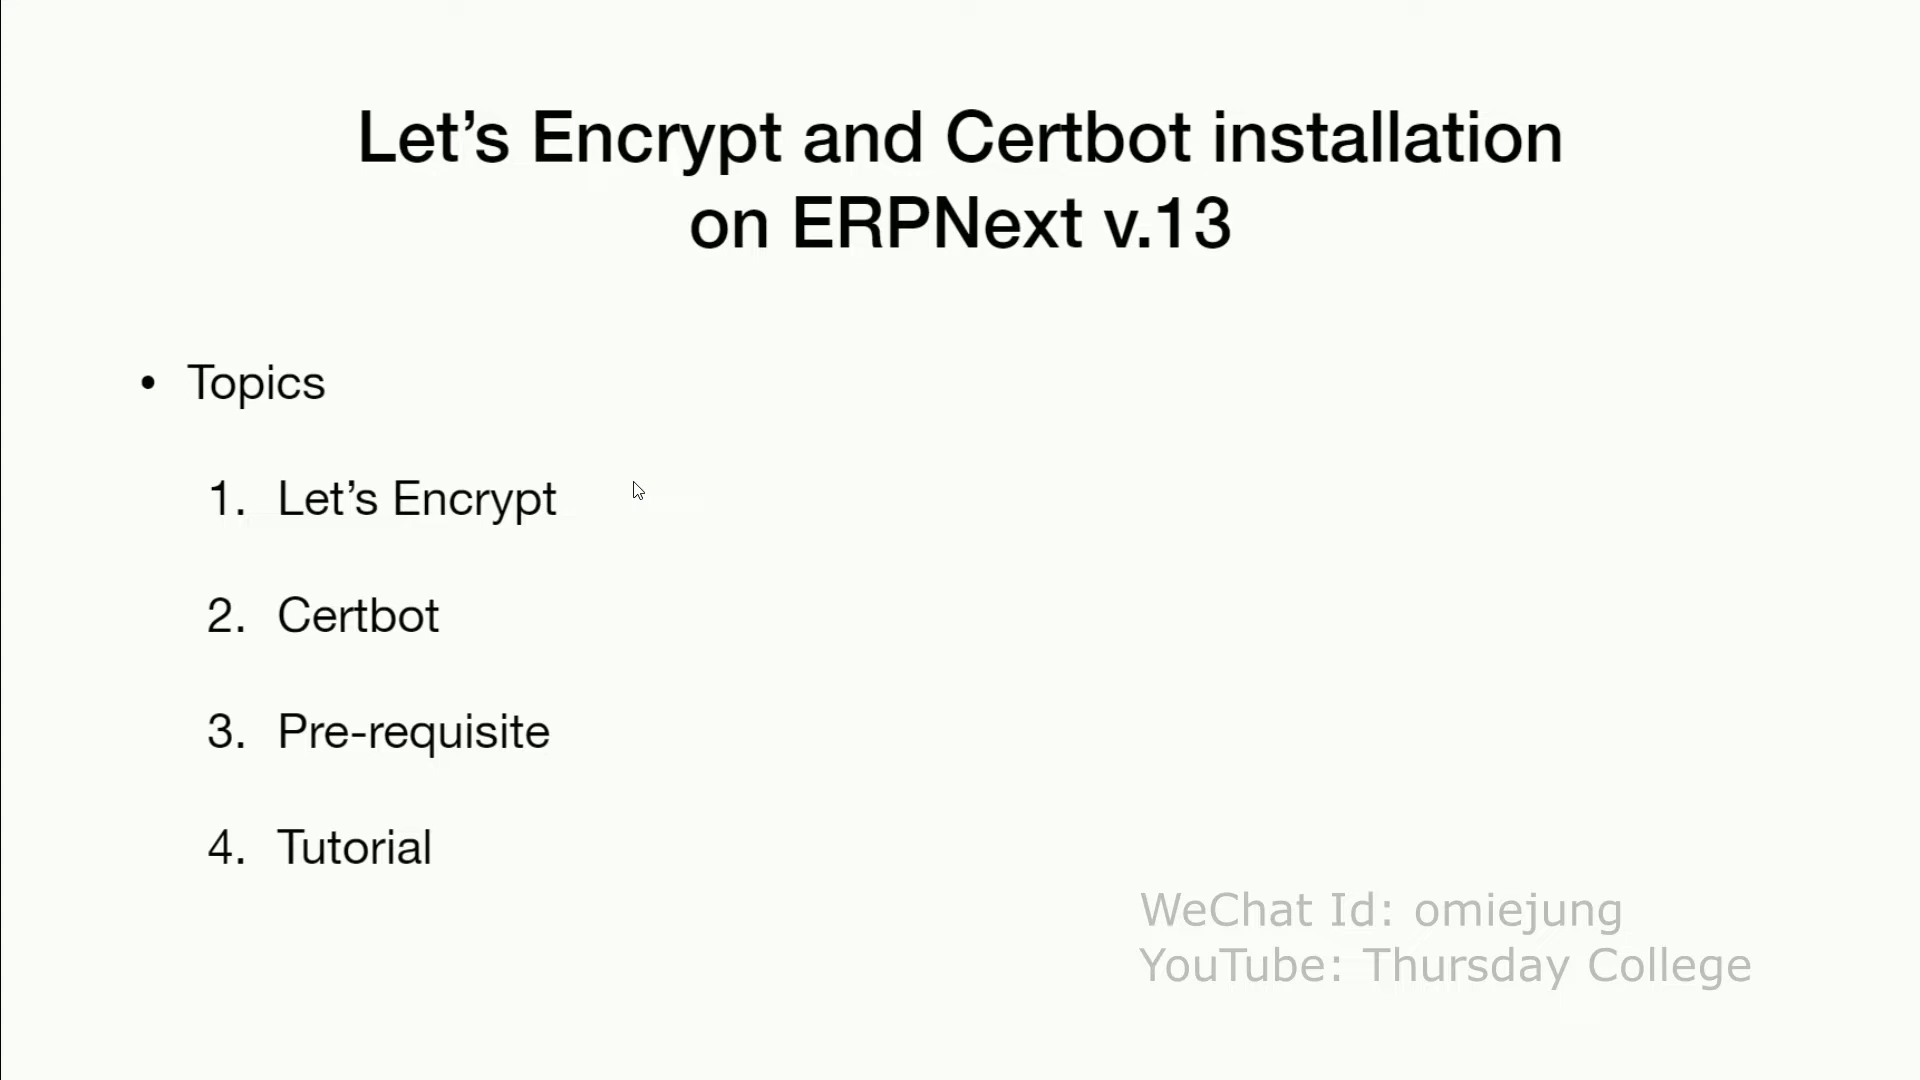 Let’s Encrypt and Certbot installation
on ERPNext v.13
• Topics
1. Let’s Encrypt
2. Certbot
3. Pre-requisite
4. Tutorial
WeChat Id: omiejung
YouTube: Thursday College